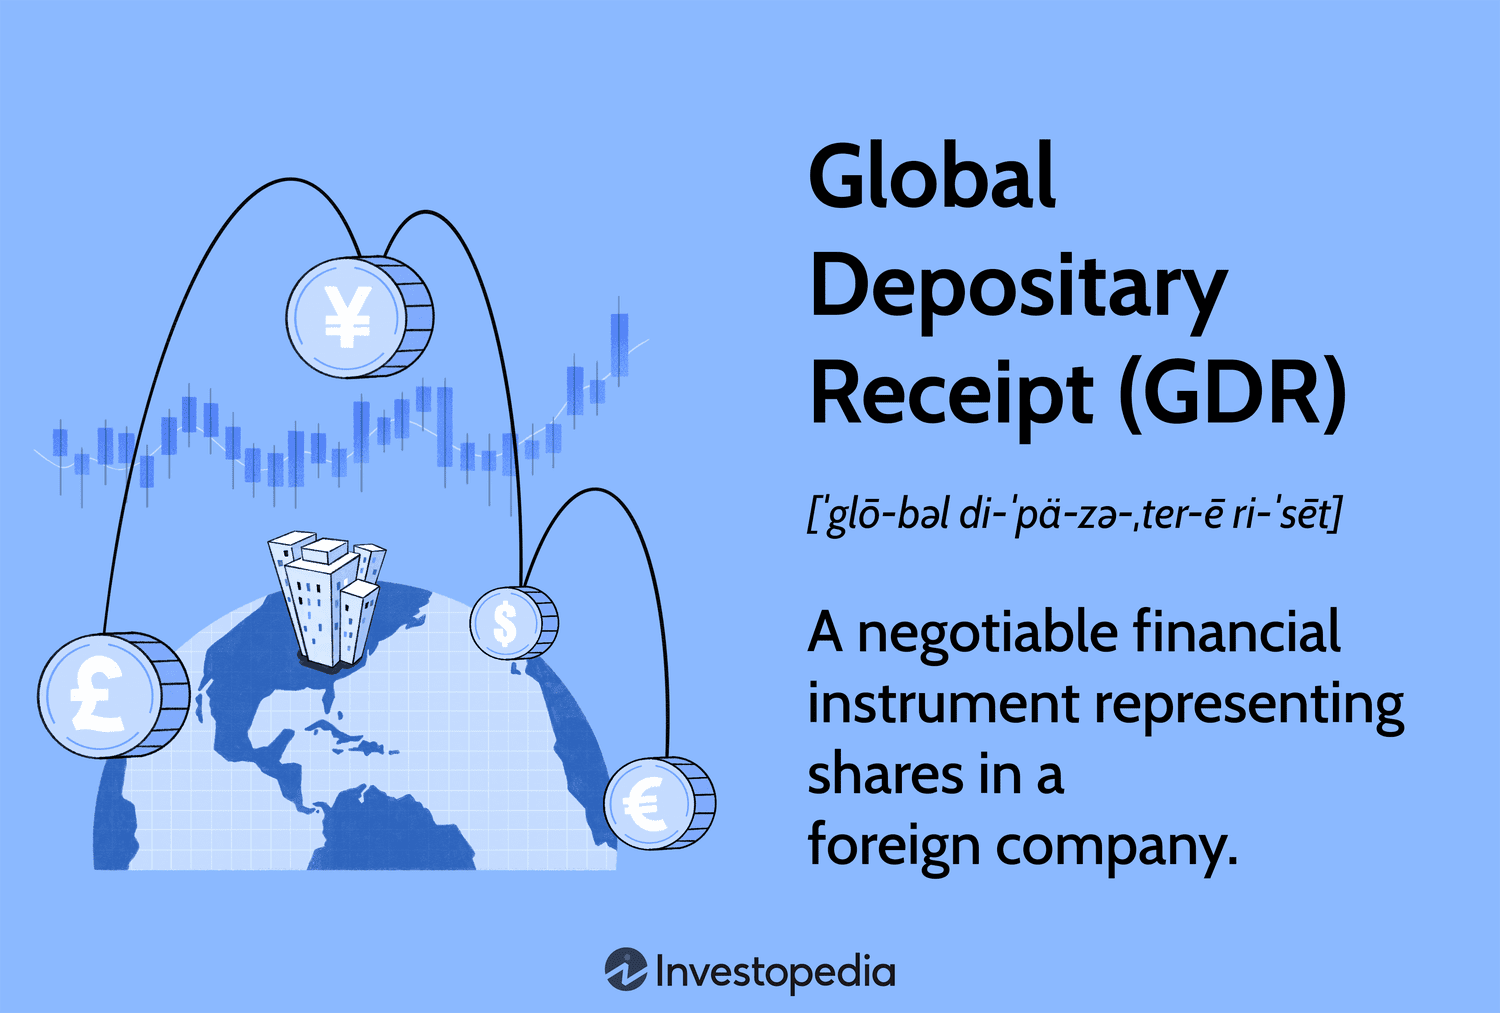 Global
Depositary
Receipt (GDR)
[ˈglō-bəl di-ˈpä-zə-ˌter-ē ri-ˈsēt]
A negotiable financial
instrument representing
shares in a
foreign company.
¥
$
£
€
Investopedia